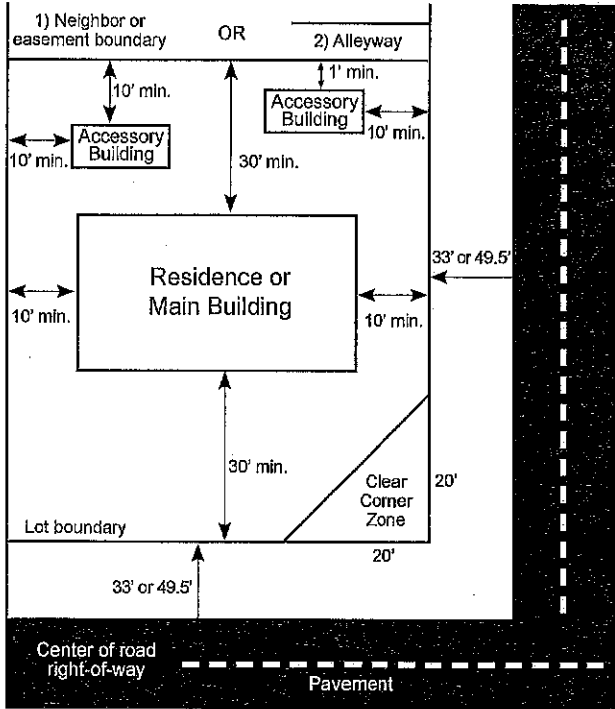 1) Neighbor or
easement boundary
OR
2) Alleyway
10' min.
1' min.
Accessory
Building
10' min.
Accessory
Building
10' min.
30' min.
33' or 49.5'
Residence or
Main Building
10' min.
10' min.
30' min.
Clear
Corner
Zone
20'
Lot boundary
20'
33' or 49.5'
Center of road
right-of-way
Pavement